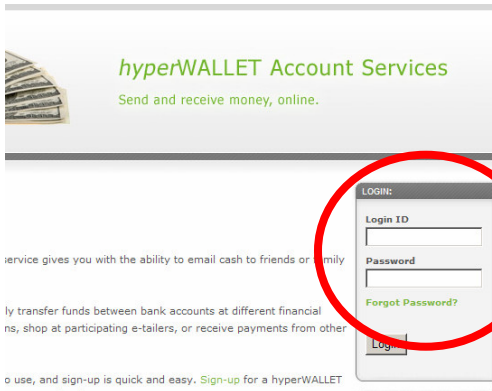 hyperWALLET Account Services
Send and receive money, online.
LOGIN:
Login ID
Password
Forgot Password?
Login
service gives you with the ability to email cash to friends or family
ly transfer funds between bank accounts at different financial
ns, shop at participating e-tailers, or receive payments from other
o use, and sign-up is quick and easy. Sign-up for a hyperWALLET